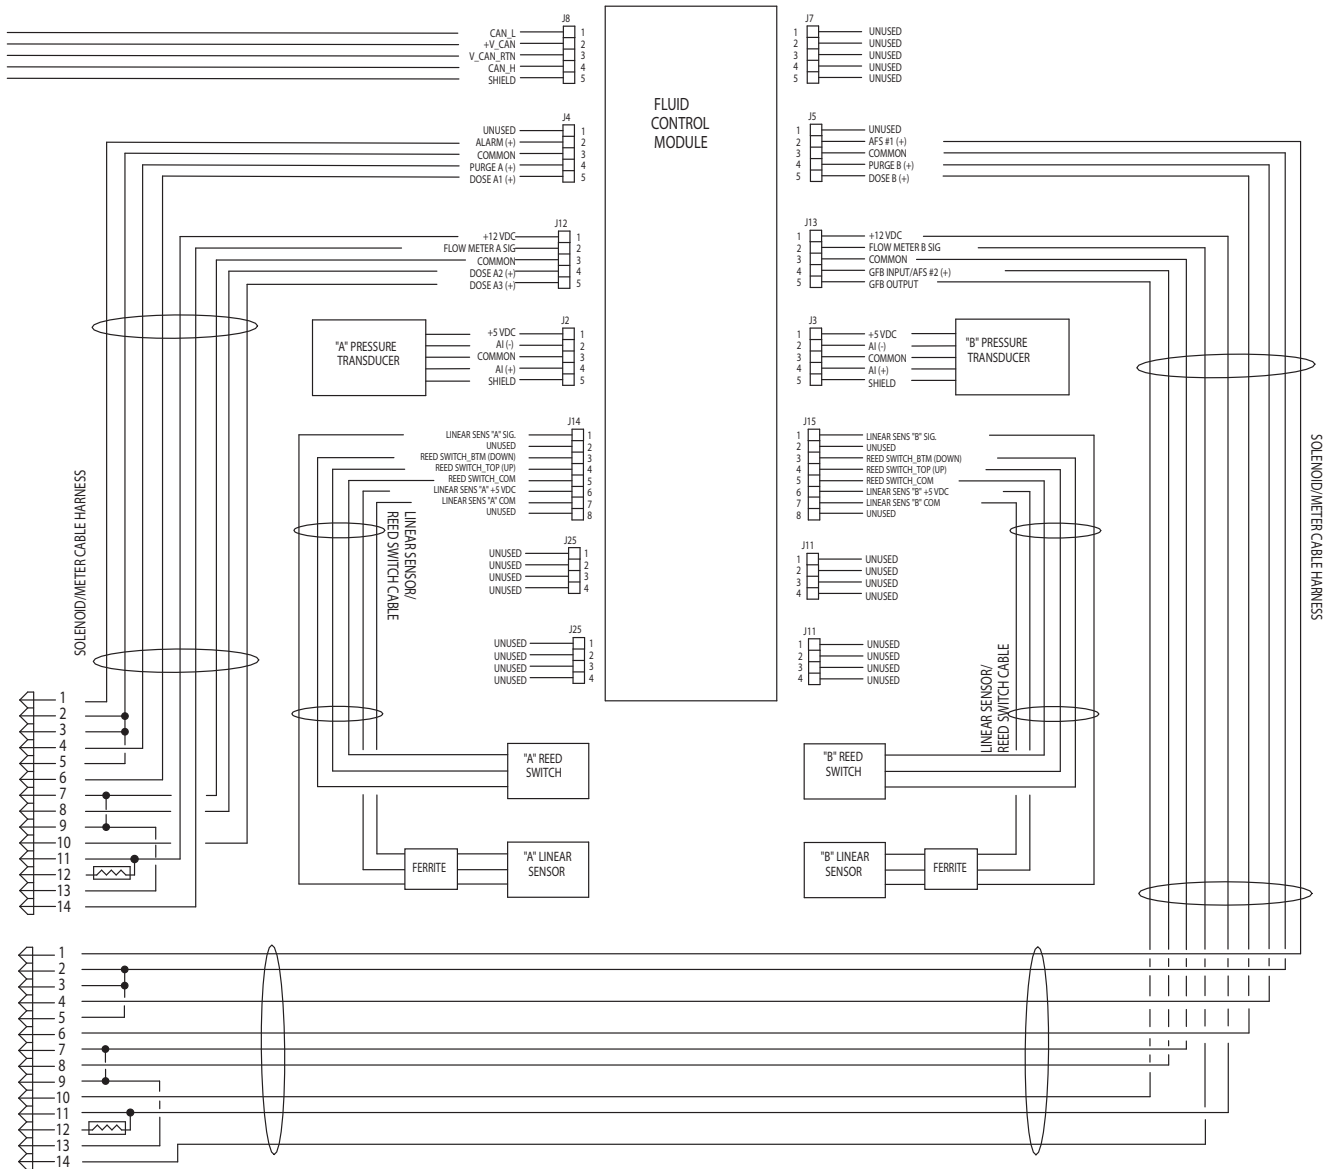 J8
CAN_L 1
+V_CAN 2
V_CAN_RTN 3
CAN_H 4
SHIELD 5
J4
UNUSED 1
ALARM (+) 2
COMMON 3
PURGE A (+) 4
DOSE A1 (+) 5
J12
+12 VDC 1
FLOW METER A SIG 2
COMMON 3
DOSE A2 (+) 4
DOSE A3 (+) 5
J2
+5 VDC 1
AI (-) 2
COMMON 3
AI (+) 4
SHIELD 5
"A" PRESSURE
TRANSDUCER
J14
LINEAR SENS "A" SIG. 1
UNUSED 2
REED SWITCH_BTM (DOWN) 3
REED SWITCH_TOP (UP) 4
REED SWITCH_COM 5
LINEAR SENS "A" +5 VDC 6
LINEAR SENS "A" COM 7
UNUSED 8
J25
UNUSED 1
UNUSED 2
UNUSED 3
UNUSED 4
J25
UNUSED 1
UNUSED 2
UNUSED 3
UNUSED 4
FLUID
CONTROL
MODULE
J7
1 UNUSED
2 UNUSED
3 UNUSED
4 UNUSED
5 UNUSED
J5
1 UNUSED
2 AFS #1 (+)
3 COMMON
4 PURGE B (+)
5 DOSE B (+)
J13
1 +12 VDC
2 FLOW METER B SIG
3 COMMON
4 GFB INPUT/AFS #2 (+)
5 GFB OUTPUT
J3
1 +5 VDC
2 AI (-)
3 COMMON
4 AI (+)
5 SHIELD
"B" PRESSURE
TRANSDUCER
J15
1 LINEAR SENS "B" SIG.
2 UNUSED
3 REED SWITCH_BTM (DOWN)
4 REED SWITCH_TOP (UP)
5 REED SWITCH_COM
6 LINEAR SENS "B" +5 VDC
7 LINEAR SENS "B" COM
8 UNUSED
J11
1 UNUSED
2 UNUSED
3 UNUSED
4 UNUSED
J11
1 UNUSED
2 UNUSED
3 UNUSED
4 UNUSED
SOLENOID/METER CABLE HARNESS
LINEAR SENSOR/
REED SWITCH CABLE
LINEAR SENSOR/
REED SWITCH CABLE
SOLENOID/METER CABLE HARNESS
"A" REED
SWITCH
"B" REED
SWITCH
FERRITE
"A" LINEAR
SENSOR
"B" LINEAR
SENSOR
FERRITE
1
2
3
4
5
6
7
8
9
10
11
12
13
14
1
2
3
4
5
6
7
8
9
10
11
12
13
14